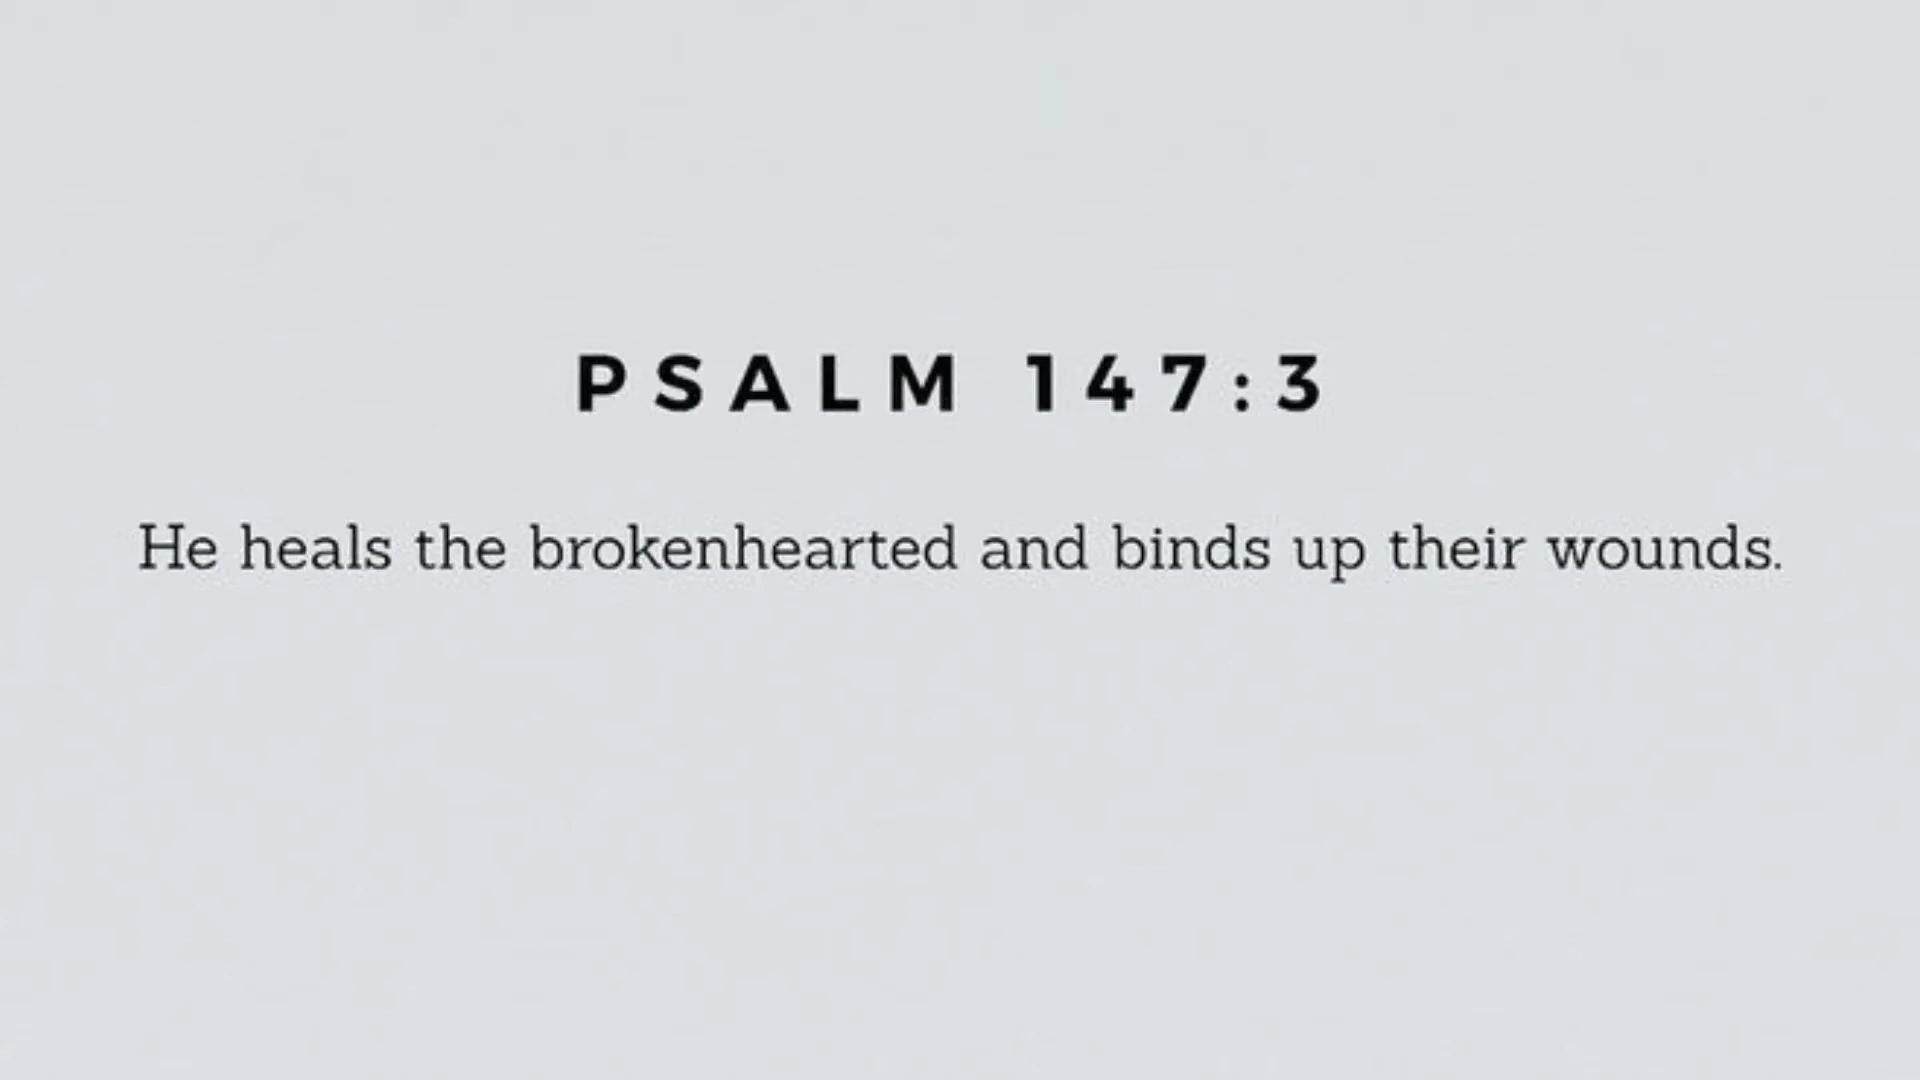 PSALM 147:3
He heals the brokenhearted and binds up their wounds.